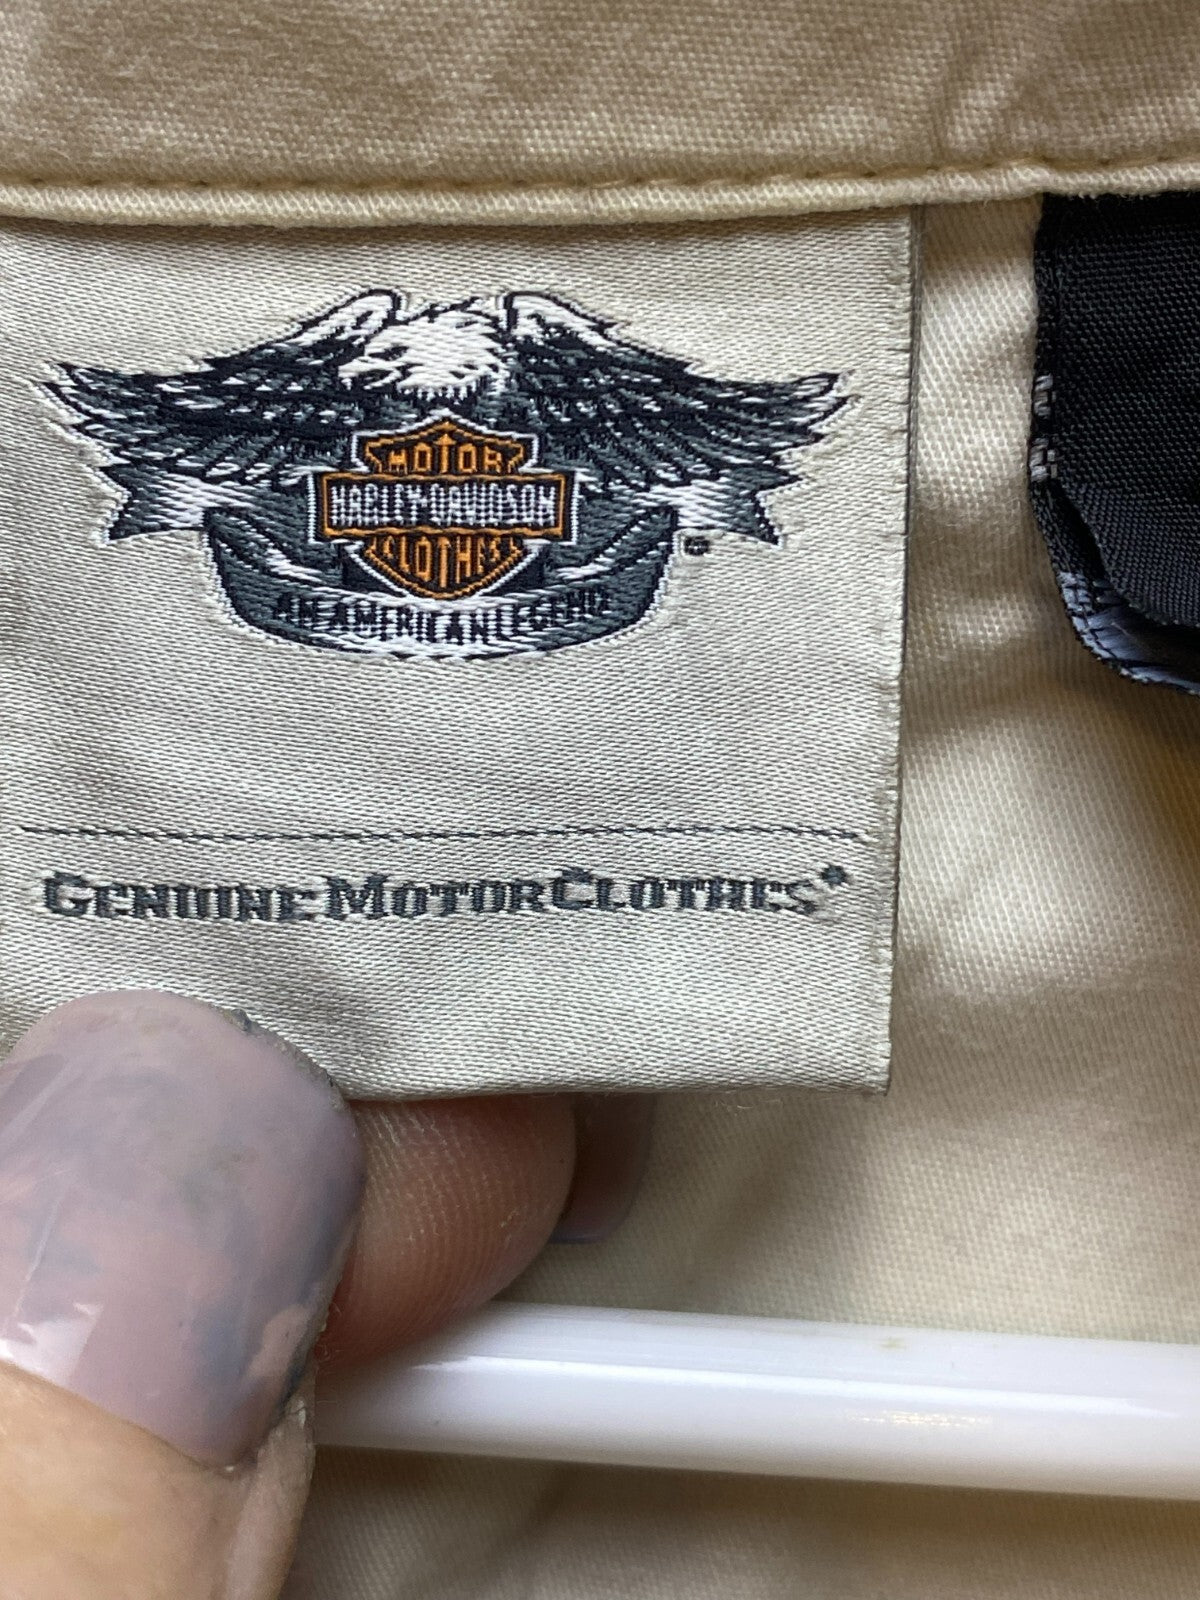 MOTOR
HARLEY-DAVIDSON
CLOTHES
®
AN AMERICAN LEGEND
GENUINE MOTORCLOTHES®